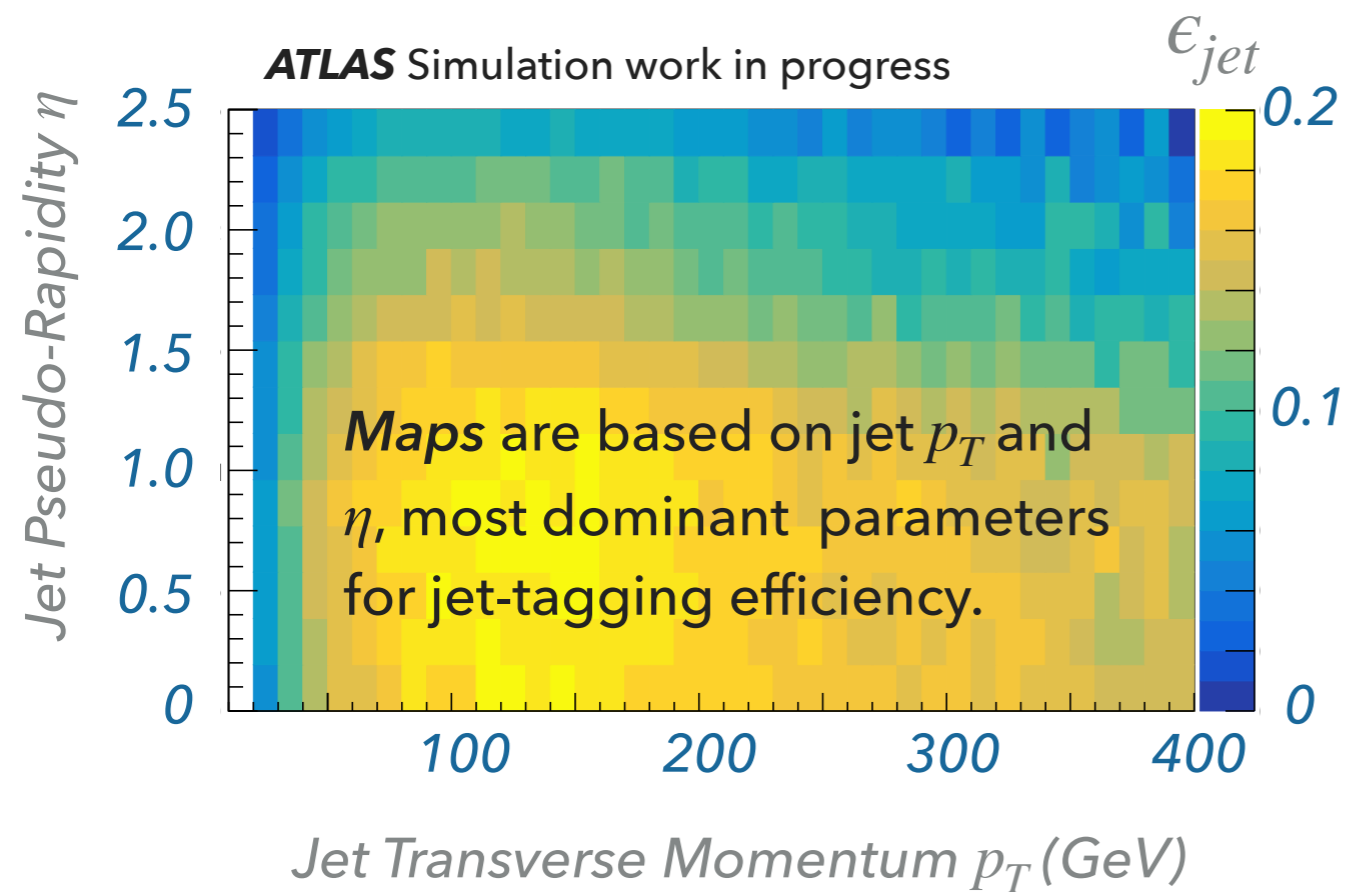 ATLAS Simulation work in progress
ϵjet
Jet Pseudo-Rapidity η
2.5
2.0
1.5
1.0
0.5
0
0.2
0.1
0
Maps are based on jet pT and
η, most dominant parameters
for jet-tagging efficiency.
100 200 300 400
Jet Transverse Momentum pT (GeV)